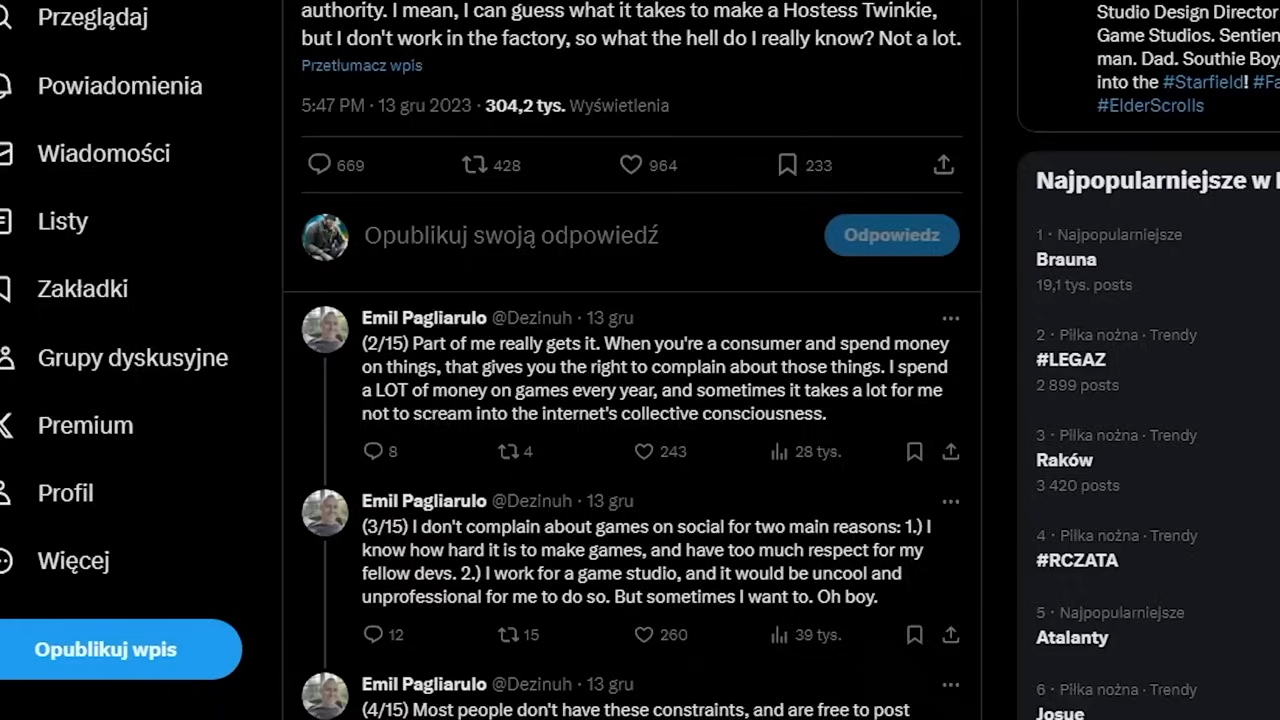 Przeglądaj
Powiadomienia
Wiadomości
Listy
Zakładki
Grupy dyskusyjne
Premium
Profil
Więcej
Opublikuj wpis
authority. I mean, I can guess what it takes to make a Hostess Twinkie,
but I don't work in the factory, so what the hell do I really know? Not a lot.
Przetłumacz wpis
5:47 PM · 13 gru 2023 · 304,2 tys. Wyświetlenia
669 428 964 233
Opublikuj swoją odpowiedź
Odpowiedz
Emil Pagliarulo @Dezinuh · 13 gru
(2/15) Part of me really gets it. When you're a consumer and spend money
on things, that gives you the right to complain about those things. I spend
a LOT of money on games every year, and sometimes it takes a lot for me
not to scream into the internet's collective consciousness.
8 4 243 28 tys.
Emil Pagliarulo @Dezinuh · 13 gru
(3/15) I don't complain about games on social for two main reasons: 1.) I
know how hard it is to make games, and have too much respect for my
fellow devs. 2.) I work for a game studio, and it would be uncool and
unprofessional for me to do so. But sometimes I want to. Oh boy.
12 15 260 39 tys.
Emil Pagliarulo @Dezinuh · 13 gru
(4/15) Most people don't have these constraints, and are free to post
Studio Design Director
Game Studios. Sentien
man. Dad. Southie Boy.
into the #Starfield! #Fa
#ElderScrolls
Najpopularniejsze w
1 · Najpopularniejsze
Brauna
19,1 tys. posts
2 · Piłka nożna · Trendy
#LEGAZ
2 899 posts
3 · Piłka nożna · Trendy
Raków
3 420 posts
4 · Piłka nożna · Trendy
#RCZATA
5 · Najpopularniejsze
Atalanty
6 · Piłka nożna · Trendy
Josue